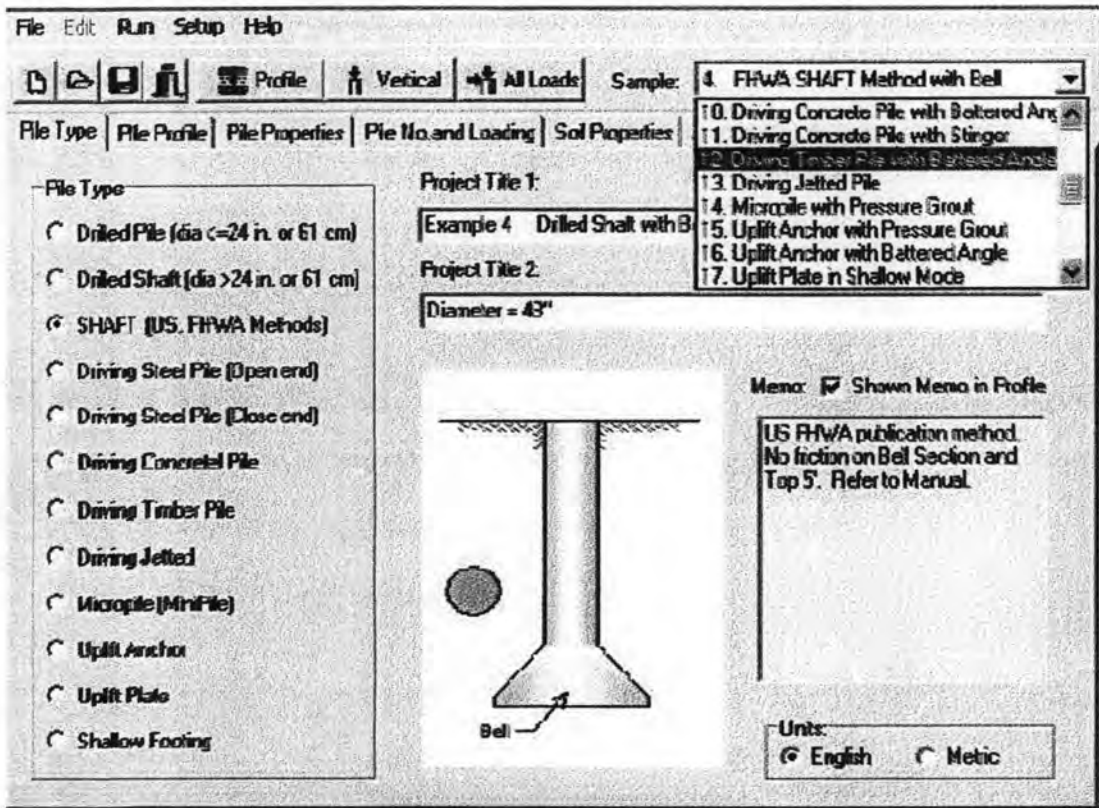 File Edit Run Setup Help
Profile Vertical All Loads Sample: 4. FHWA SHAFT Method with Bell
10. Driving Concrete Pile with Battered Ang
11. Driving Concrete Pile with Stinger
12. Driving Timber Pile with Battered Angle
13. Driving Jetted Pile
14. Micropile with Pressure Grout
15. Uplift Anchor with Pressure Grout
16. Uplift Anchor with Battered Angle
17. Uplift Plate in Shallow Mode
Pile Type Pile Profile Pile Properties Pile No. and Loading Soil Properties
Pile Type
Drilled Pile (dia <=24 in. or 61 cm)
Drilled Shaft (dia >24 in. or 61 cm)
SHAFT (US. FHWA Methods)
Driving Steel Pile (Open end)
Driving Steel Pile (Close end)
Driving Concretel Pile
Driving Timber Pile
Driving Jetted
Micropile (MiniPile)
Uplift Anchor
Uplift Plate
Shallow Footing
Project Title 1:
Example 4 Drilled Shaft with B
Project Title 2:
Diameter = 43"
Bell
Memo: Shown Memo in Profile
US FHWA publication method.
No friction on Bell Section and
Top 5'. Refer to Manual.
Units:
English Metric